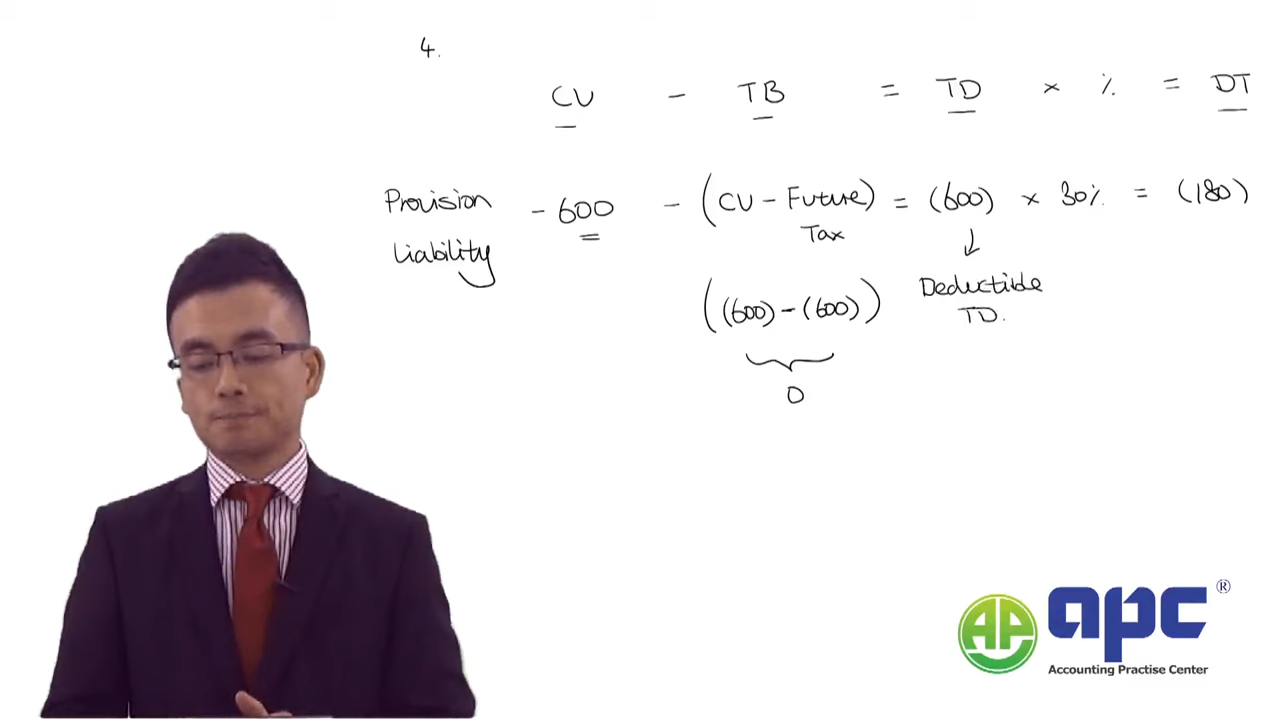 4.
CV - TB = TD × % = DT
Provision liability - 600 - (CV - Future Tax) = (600) × 30% = (180)
((600) - (600)) Deductible TD.
0
AP
apc®
Accounting Practise Center